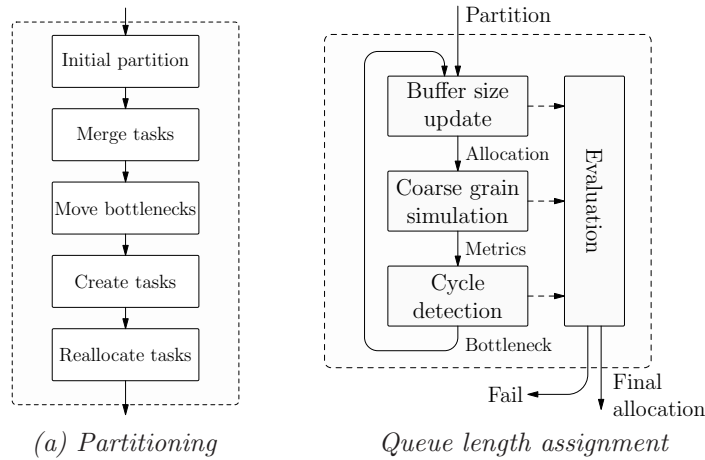 Initial partition
Merge tasks
Move bottlenecks
Create tasks
Reallocate tasks
(a) Partitioning
Partition
Buffer size
update
Allocation
Coarse grain
simulation
Metrics
Cycle
detection
Bottleneck
Evaluation
Fail
Final
allocation
Queue length assignment